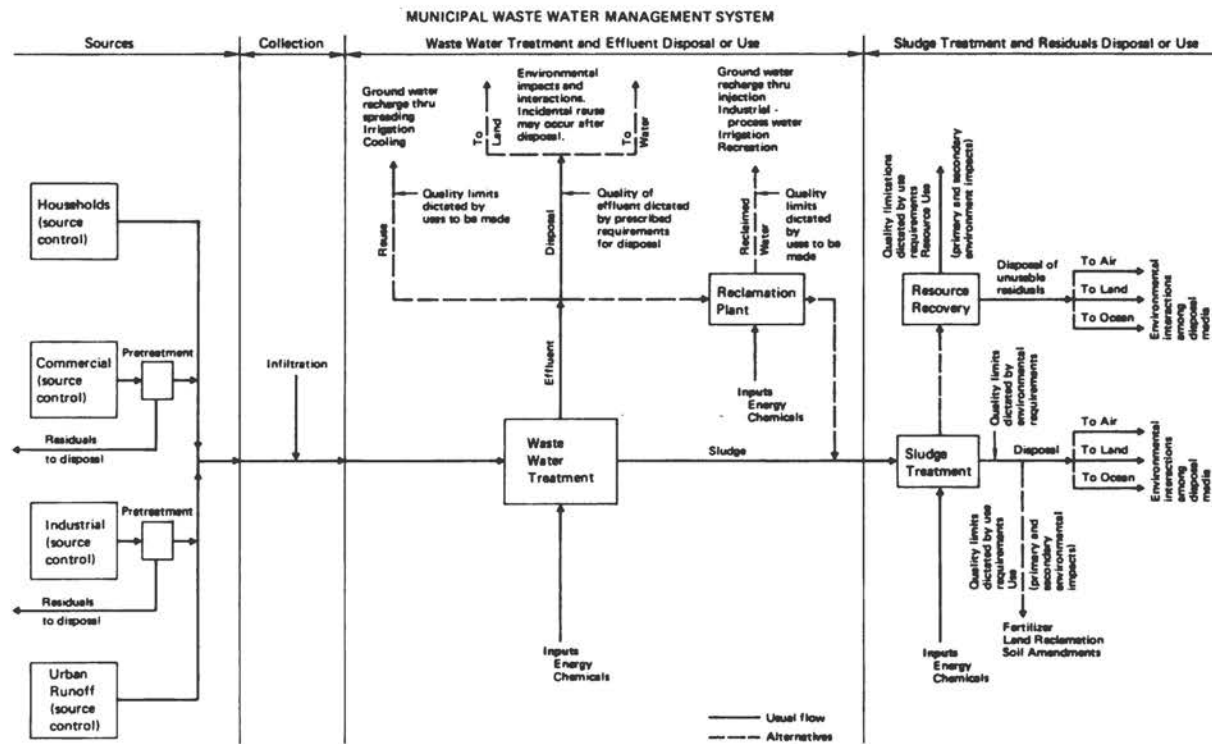 MUNICIPAL WASTE WATER MANAGEMENT SYSTEM
Sources
Collection
Waste Water Treatment and Effluent Disposal or Use
Sludge Treatment and Residuals Disposal or Use
Households
(source
control)
Commercial
(source
control)
Pretreatment
Residuals
to disposal
Industrial
(source
control)
Pretreatment
Residuals
to disposal
Urban
Runoff
(source
control)
Infiltration
Ground water
recharge thru
spreading
Irrigation
Cooling
To
Land
Environmental
impacts and
interactions.
Incidental reuse
may occur after
disposal.
To
Water
Ground water
recharge thru
injection
Industrial -
process water
Irrigation
Recreation
Reuse
Quality limits
dictated by
uses to be made
Disposal
Quality of
effluent dictated
by prescribed
requirements
for disposal
Reclaimed
Water
Quality
limits
dictated
by
uses to be
made
Reclamation
Plant
Inputs
Energy
Chemicals
Effluent
Waste
Water
Treatment
Inputs
Energy
Chemicals
Sludge
Quality limitations
dictated by use
requirements
Resource Use
(primary and secondary
environment impacts)
Resource
Recovery
Disposal of
unusable
residuals
To Air
To Land
To Ocean
Environmental
interactions
among
disposal
media
Quality limits
dictated by
environmental
requirements
Sludge
Treatment
Disposal
To Air
To Land
To Ocean
Environmental
interactions
among
disposal
media
Quality limits
dictated by use
requirements
Use
(primary and
secondary
environmental
impacts)
Fertilizer
Land Reclamation
Soil Amendments
Inputs
Energy
Chemicals
Usual flow
Alternatives